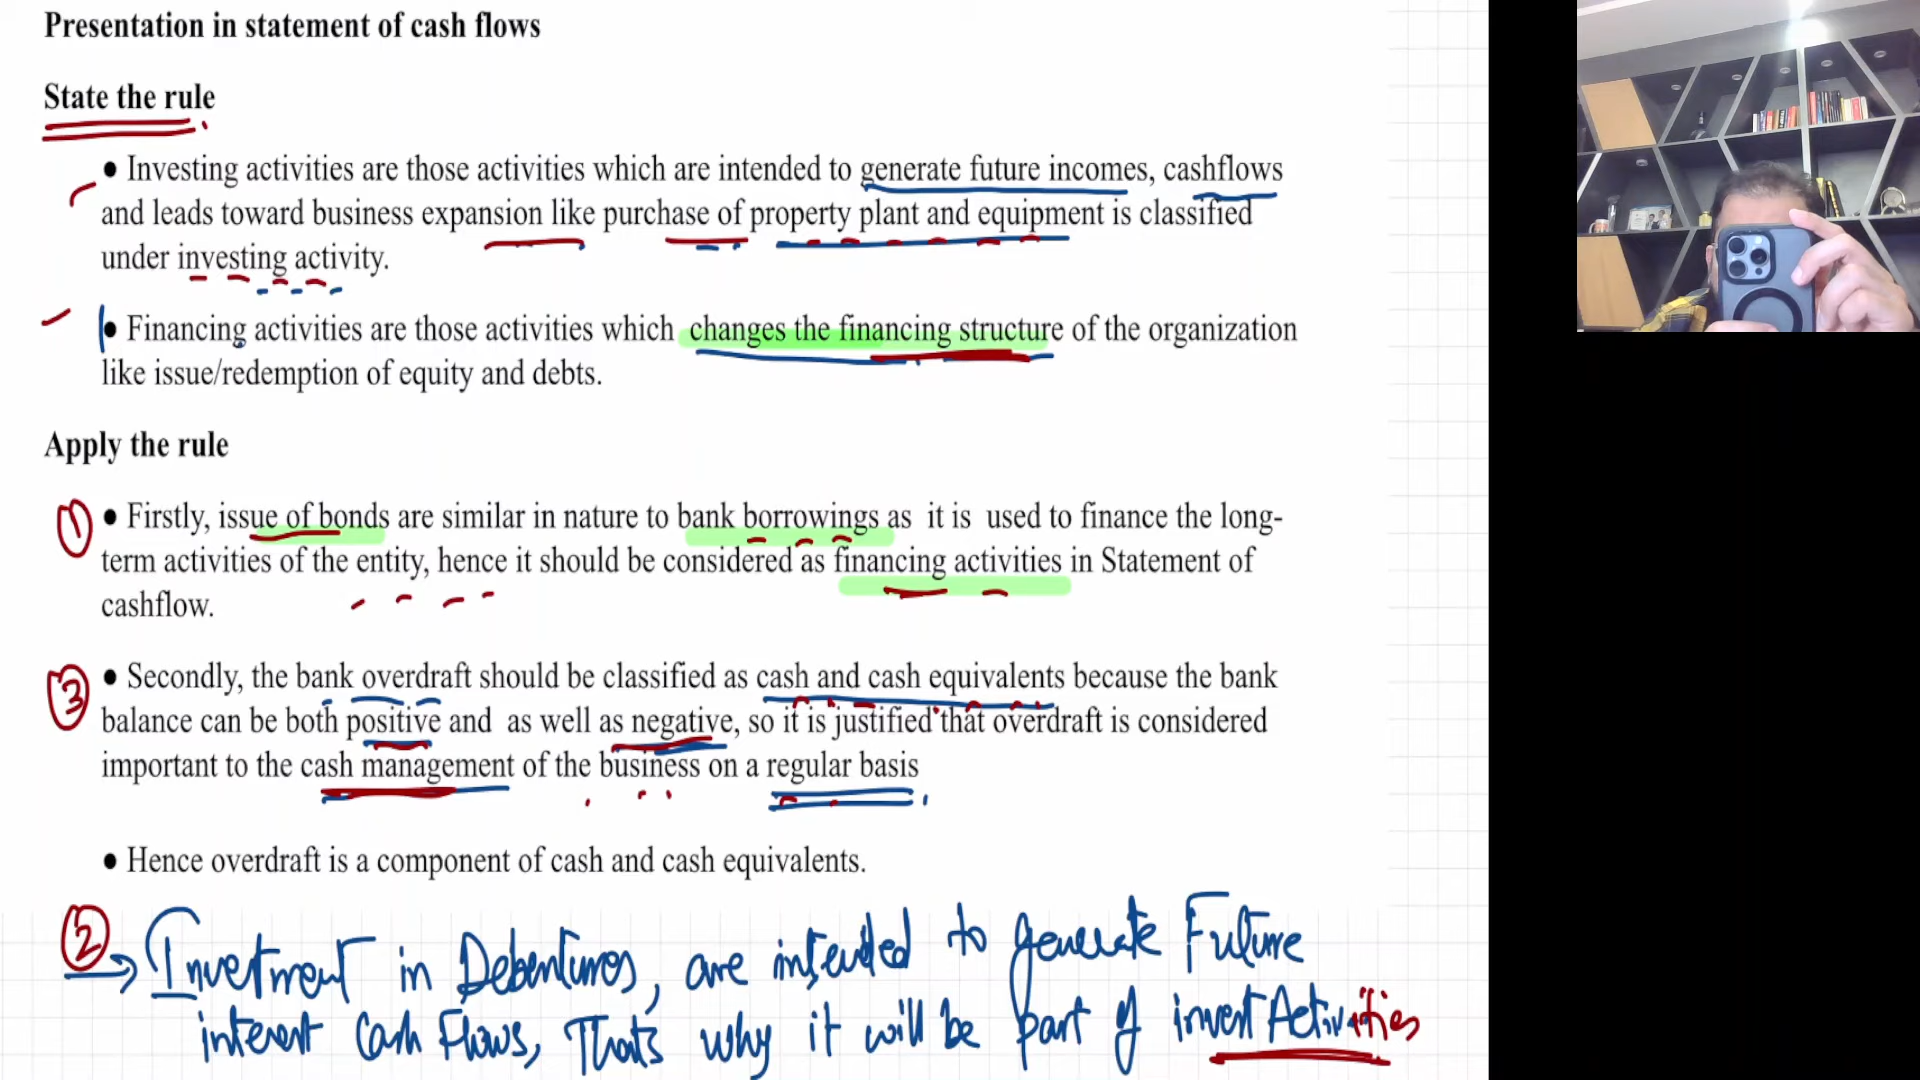 Presentation in statement of cash flows
State the rule
● Investing activities are those activities which are intended to generate future incomes, cashflows
and leads toward business expansion like purchase of property plant and equipment is classified
under investing activity.
● Financing activities are those activities which changes the financing structure of the organization
like issue/redemption of equity and debts.
Apply the rule
① ● Firstly, issue of bonds are similar in nature to bank borrowings as it is used to finance the long-
term activities of the entity, hence it should be considered as financing activities in Statement of
cashflow.
③ ● Secondly, the bank overdraft should be classified as cash and cash equivalents because the bank
balance can be both positive and as well as negative, so it is justified that overdraft is considered
important to the cash management of the business on a regular basis
● Hence overdraft is a component of cash and cash equivalents.
② → Investment in Debentures, are intended to generate Future
interest Cash Flows, Thats why it will be part of invest Activities